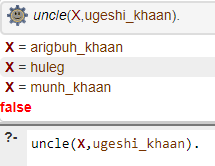 uncle(X,ugeshi_khaan).
X = arigbuh_khaan
X = huleg
X = munh_khaan
false
?- uncle(X,ugeshi_khaan).